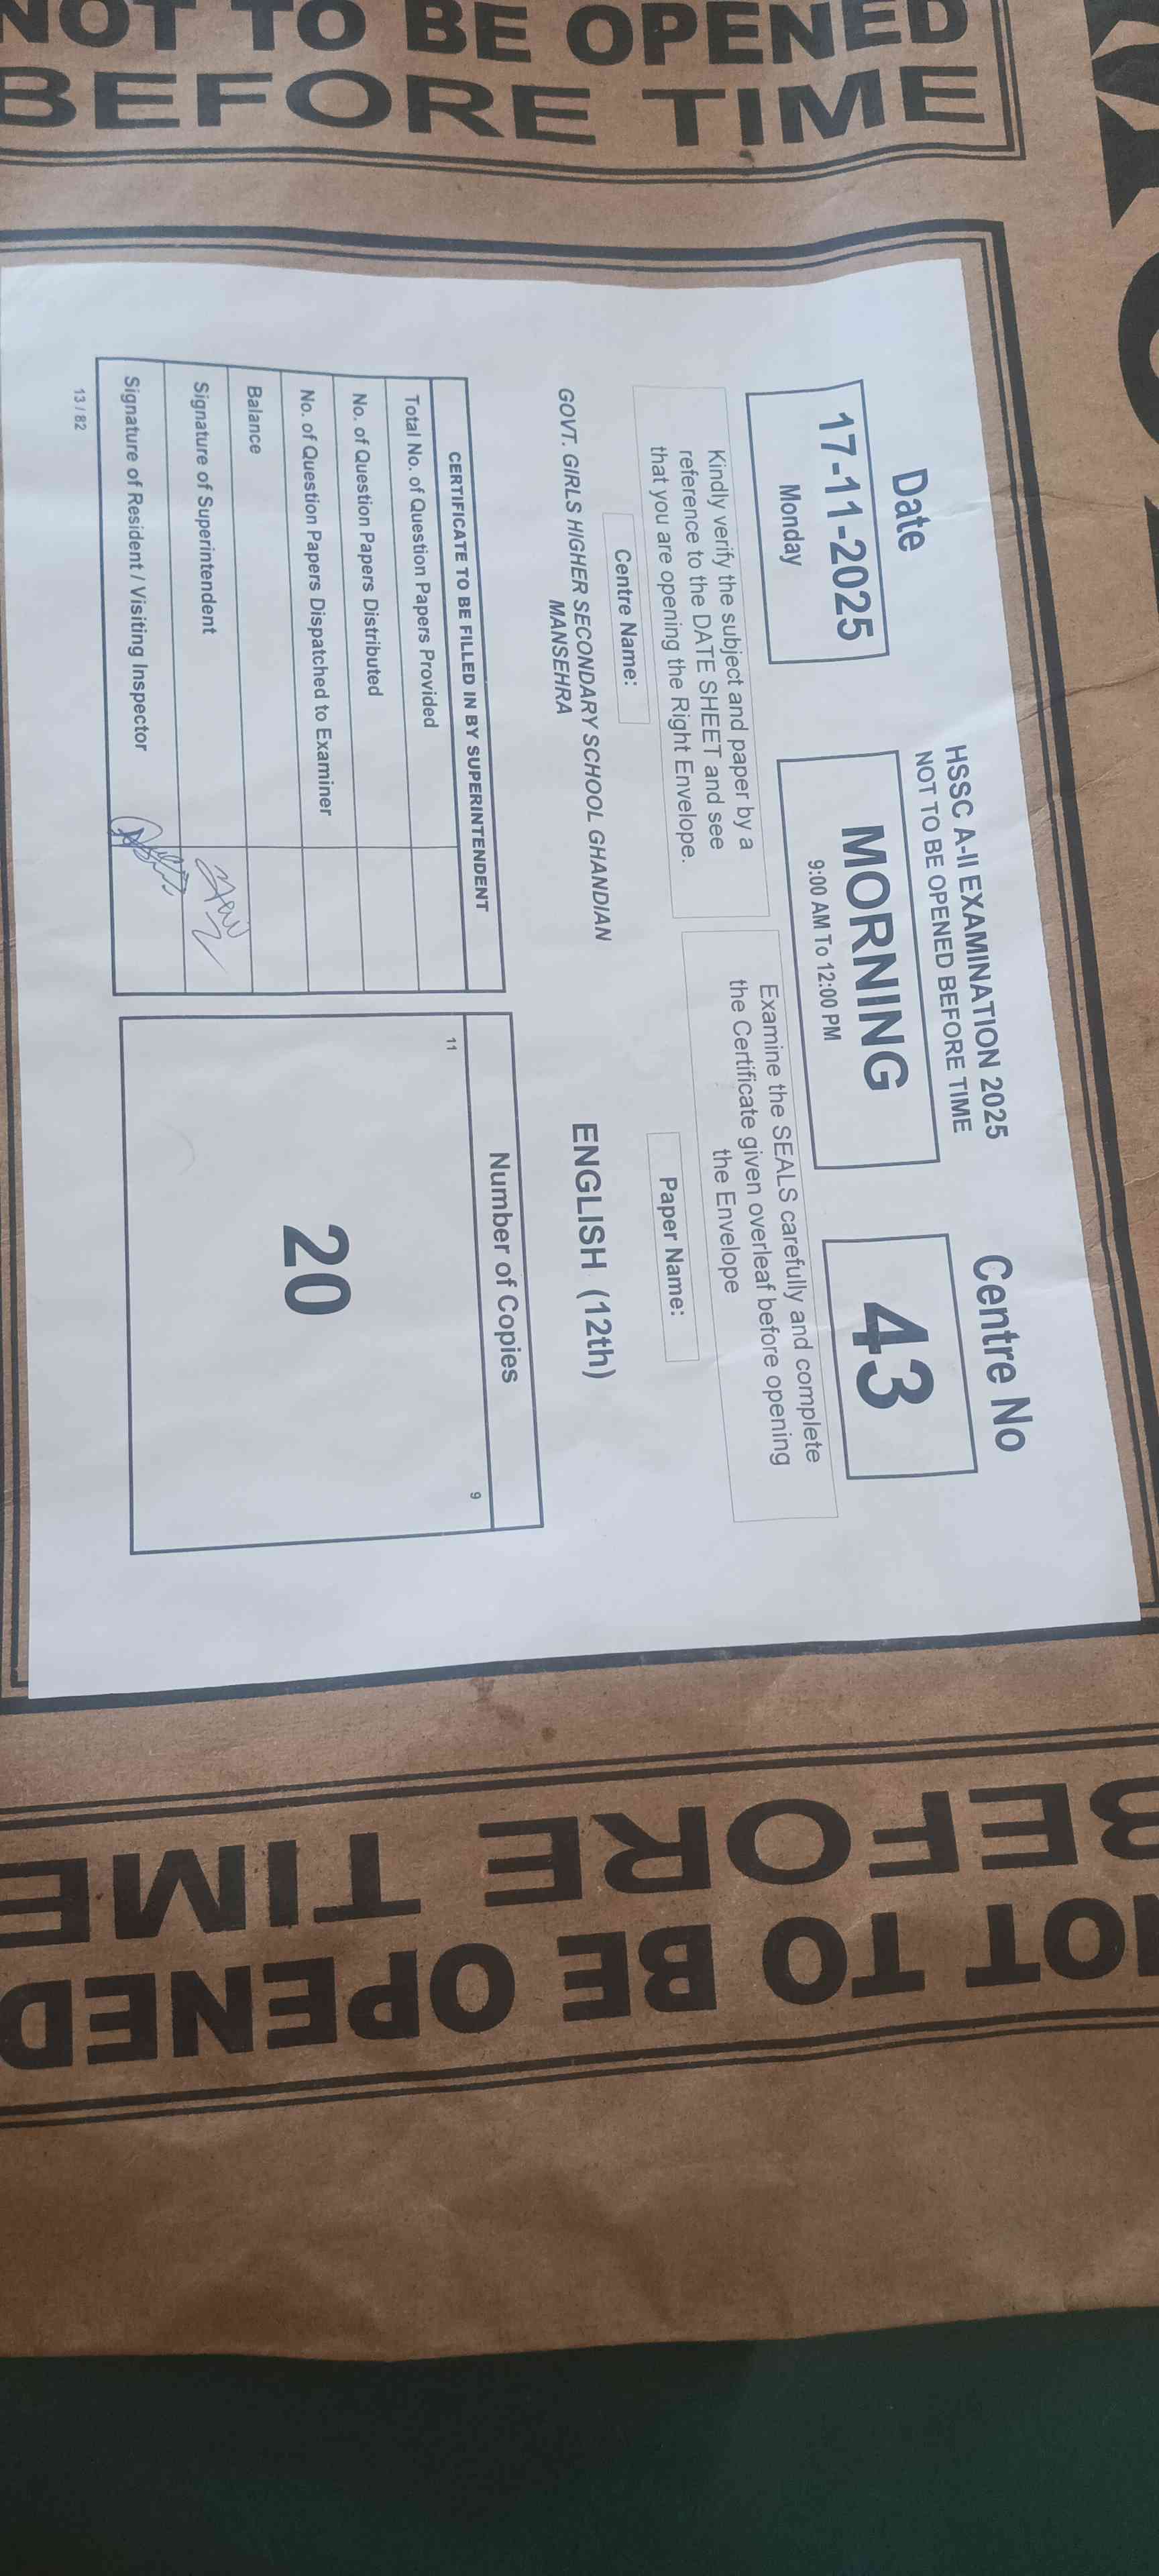 NOT TO BE OPENED
BEFORE TIME
HSSC A-II EXAMINATION 2025
NOT TO BE OPENED BEFORE TIME
Date
17-11-2025
Monday
MORNING
9:00 AM To 12:00 PM
Centre No
43
Kindly verify the subject and paper by a
reference to the DATE SHEET and see
that you are opening the Right Envelope.
Examine the SEALS carefully and complete
the Certificate given overleaf before opening
the Envelope
Centre Name:
GOVT. GIRLS HIGHER SECONDARY SCHOOL GHANDIAN
MANSEHRA
Paper Name:
ENGLISH (12th)
CERTIFICATE TO BE FILLED IN BY SUPERINTENDENT
Total No. of Question Papers Provided
No. of Question Papers Distributed
No. of Question Papers Dispatched to Examiner
Balance
Signature of Superintendent
Signature of Resident / Visiting Inspector
Number of Copies
11
9
20
13 / 82
BEFORE TIME
NOT TO BE OPENED